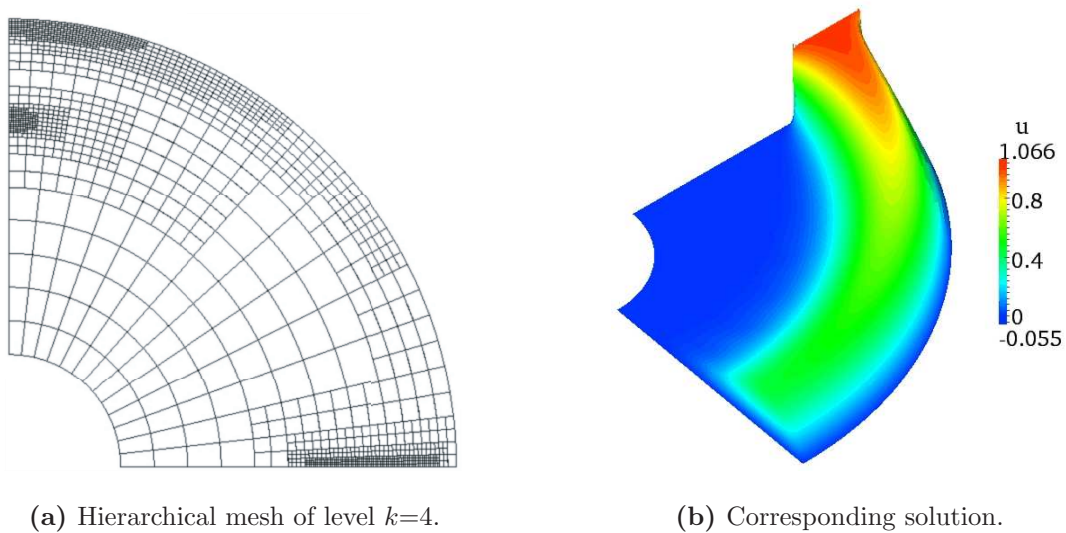 u
1.066
0.8
0.4
0
-0.055
(a) Hierarchical mesh of level k=4.
(b) Corresponding solution.